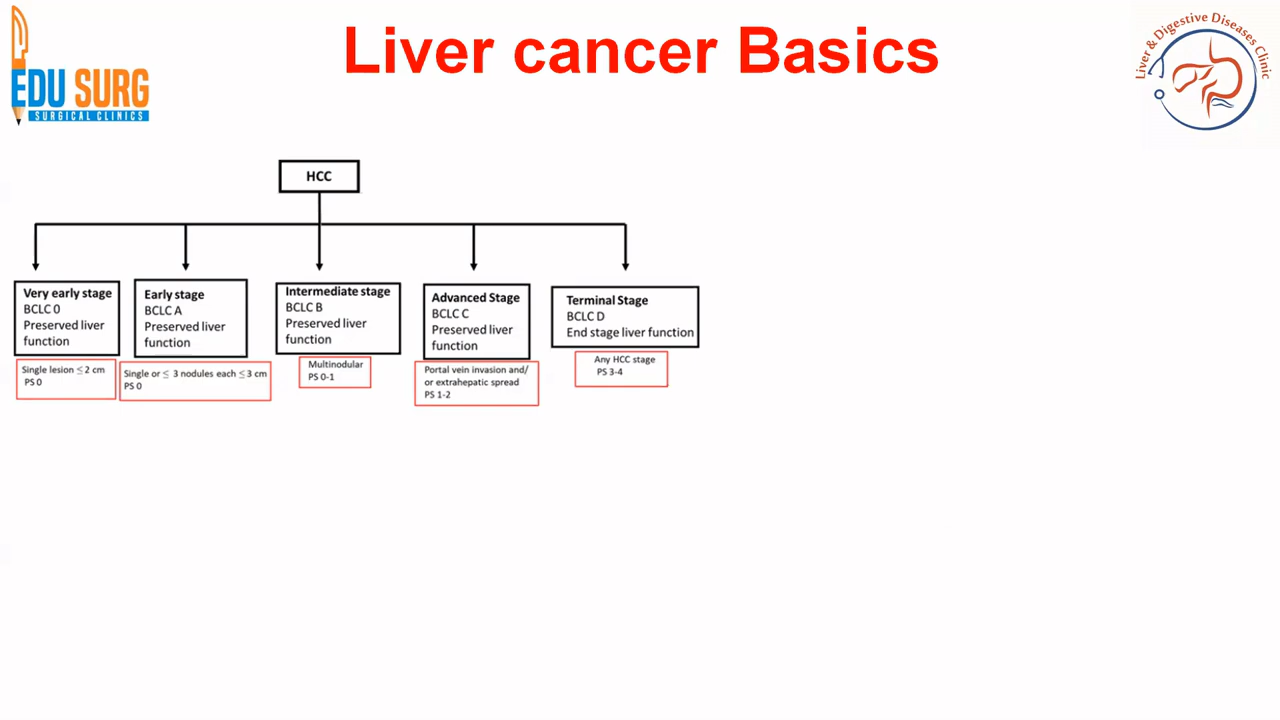 Liver cancer Basics
EDU SURG
SURGICAL CLINICS
Liver & Digestive Diseases Clinic
HCC
Very early stage
BCLC 0
Preserved liver
function
Single lesion ≤ 2 cm
PS 0
Early stage
BCLC A
Preserved liver
function
Single or ≤ 3 nodules each ≤ 3 cm
PS 0
Intermediate stage
BCLC B
Preserved liver
function
Multinodular
PS 0-1
Advanced Stage
BCLC C
Preserved liver
function
Portal vein invasion and/
or extrahepatic spread
PS 1-2
Terminal Stage
BCLC D
End stage liver function
Any HCC stage
PS 3-4